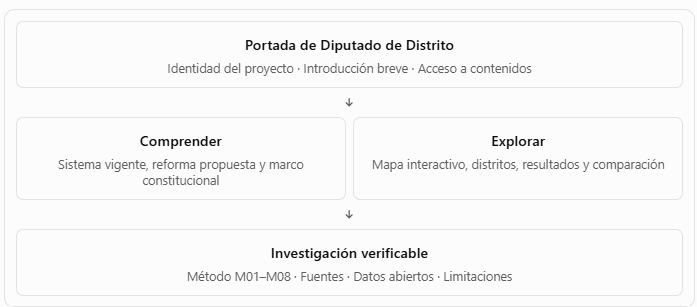 Portada de Diputado de Distrito
Identidad del proyecto · Introducción breve · Acceso a contenidos
↓
Comprender
Sistema vigente, reforma propuesta y marco
constitucional
Explorar
Mapa interactivo, distritos, resultados y comparación
↓
Investigación verificable
Método M01–M08 · Fuentes · Datos abiertos · Limitaciones